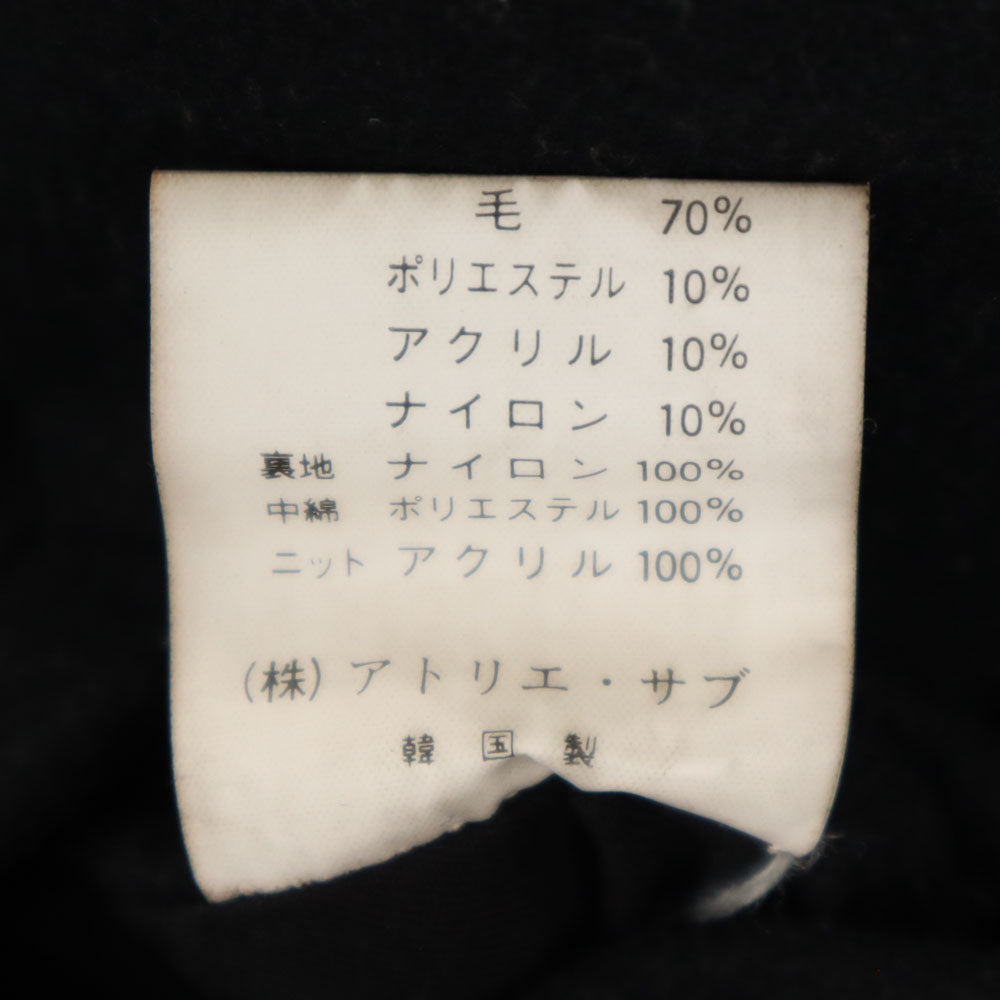 毛 70%
ポリエステル 10%
アクリル 10%
ナイロン 10%
裏地 ナイロン 100%
中綿 ポリエステル 100%
ニット アクリル 100%
(株)アトリエ・サブ
韓国製